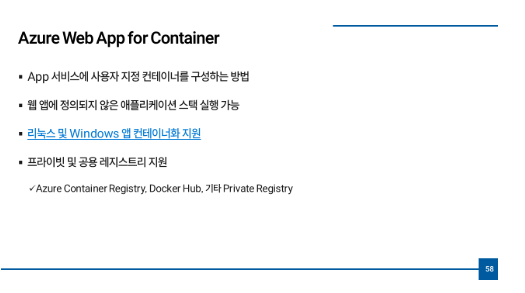 Azure Web App for Container
▪ App 서비스에 사용자 지정 컨테이너를 구성하는 방법
▪ 웹 앱에 정의되지 않은 애플리케이션 스택 실행 가능
▪ 리눅스 및 Windows 앱 컨테이너화 지원
▪ 프라이빗 및 공용 레지스트리 지원
✓Azure Container Registry, Docker Hub, 기타 Private Registry
58